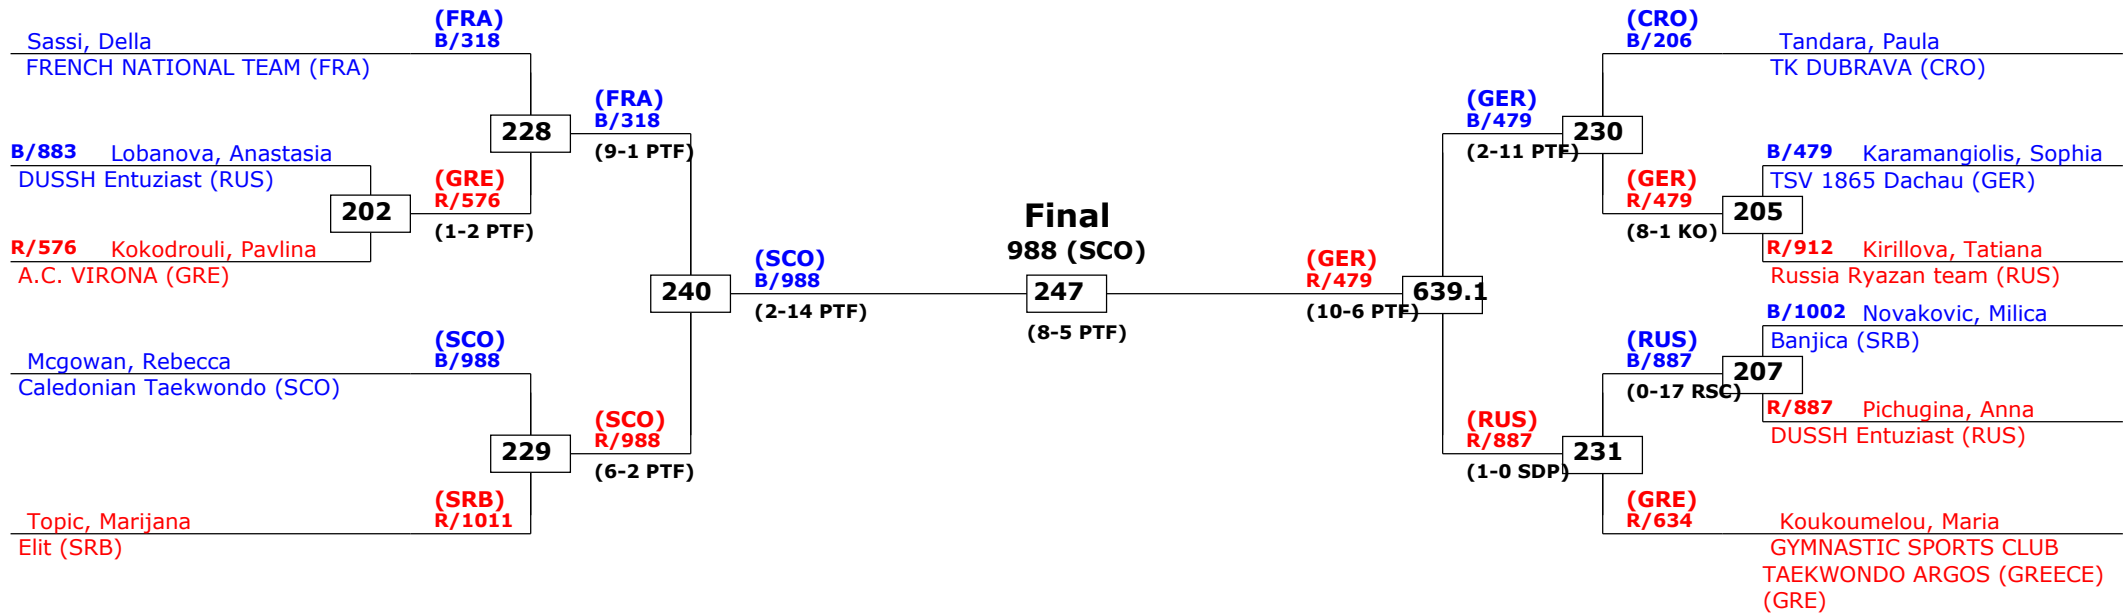 (FRA)
B/318
Sassi, Della
FRENCH NATIONAL TEAM (FRA)
228
(FRA)
B/318
(9-1 PTF)
B/883 Lobanova, Anastasia
DUSSH Entuziast (RUS)
202
(GRE)
R/576
(1-2 PTF)
R/576 Kokodrouli, Pavlina
A.C. VIRONA (GRE)
240
(SCO)
B/988
(2-14 PTF)
(SCO)
B/988
Mcgowan, Rebecca
Caledonian Taekwondo (SCO)
229
(SCO)
R/988
(6-2 PTF)
(SRB)
R/1011
Topic, Marijana
Elit (SRB)
Final
988 (SCO)
247
(8-5 PTF)
(GER)
R/479
(10-6 PTF)
639.1
(GER)
B/479
(2-11 PTF)
230
(CRO)
B/206
Tandara, Paula
TK DUBRAVA (CRO)
(GER)
R/479
(8-1 KO)
205
B/479 Karamangiolis, Sophia
TSV 1865 Dachau (GER)
R/912 Kirillova, Tatiana
Russia Ryazan team (RUS)
B/1002 Novakovic, Milica
Banjica (SRB)
(RUS)
B/887
(0-17 RSC)
207
R/887 Pichugina, Anna
DUSSH Entuziast (RUS)
(RUS)
R/887
(1-0 SDP)
231
(GRE)
R/634
Koukoumelou, Maria
GYMNASTIC SPORTS CLUB
TAEKWONDO ARGOS (GREECE)
(GRE)